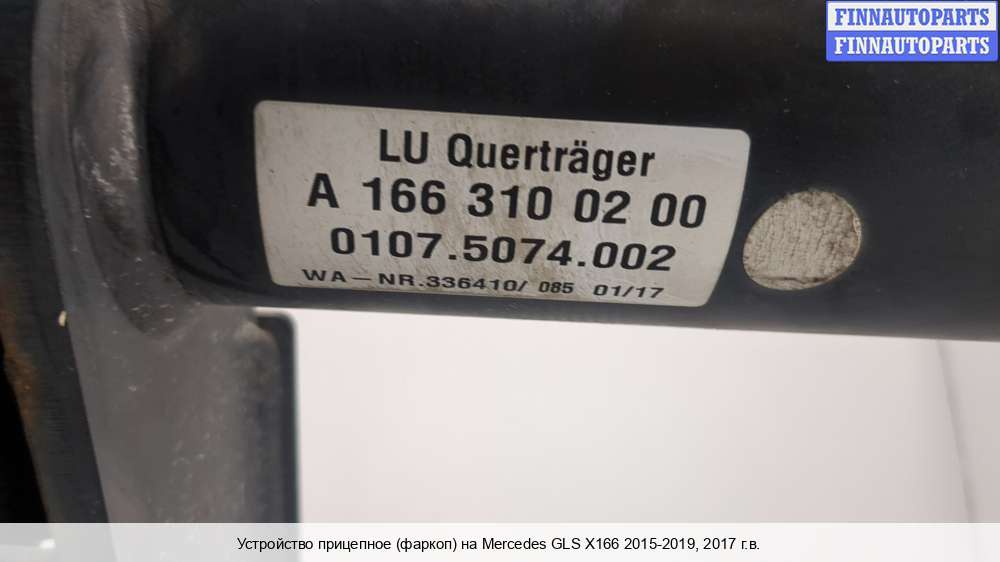 FINNAUTOPARTS
FINNAUTOPARTS
LU Querträger
A 166 310 02 00
0107.5074.002
WA – NR.336410/ 085 01/17
Устройство прицепное (фаркоп) на Mercedes GLS X166 2015-2019, 2017 г.в.